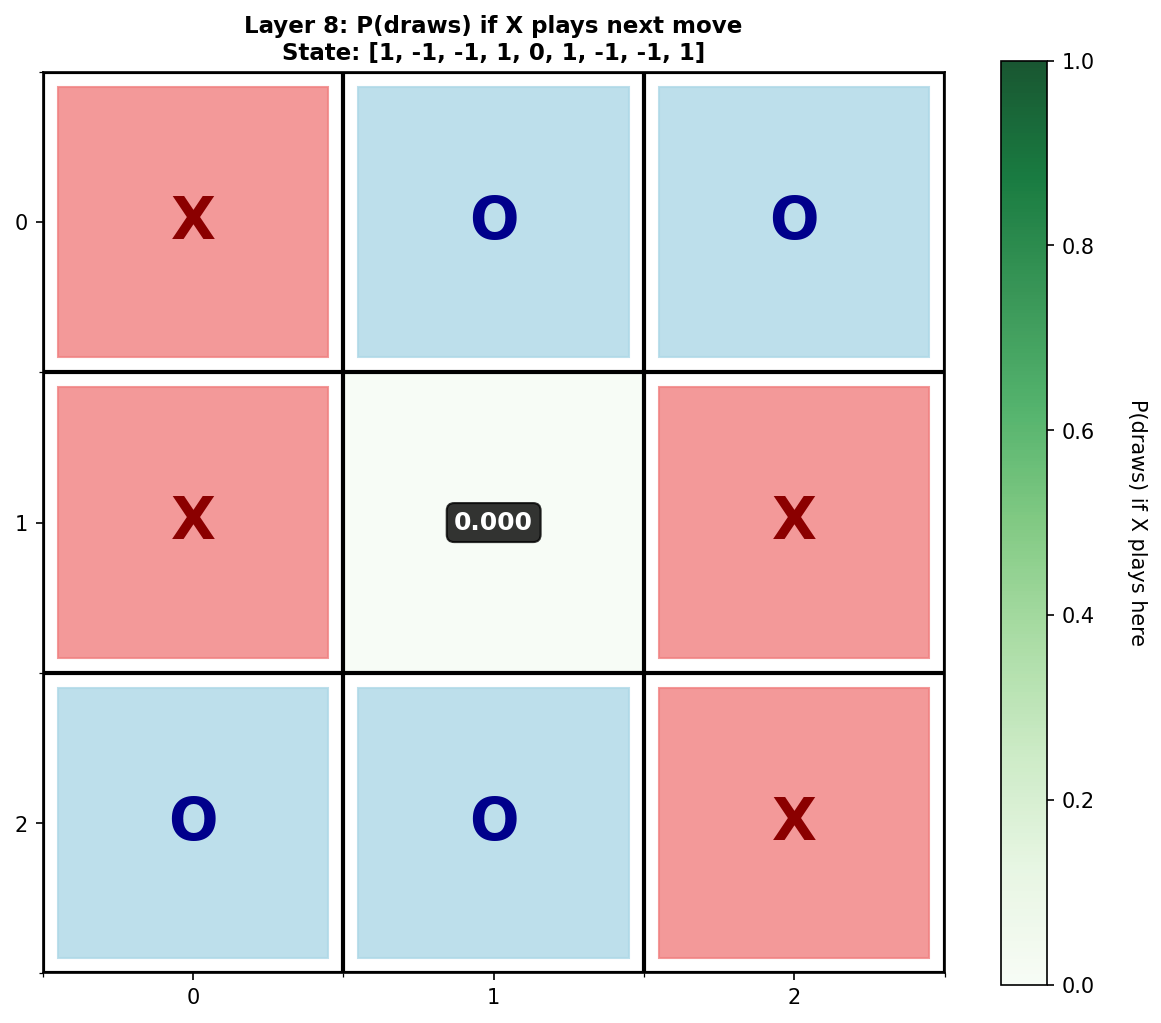 Layer 8: P(draws) if X plays next move
State: [1, -1, -1, 1, 0, 1, -1, -1, 1]
0
X
O
O
1
X
0.000
X
2
O
O
X
0
1
2
1.0
0.8
0.6
0.4
0.2
0.0
P(draws) if X plays here